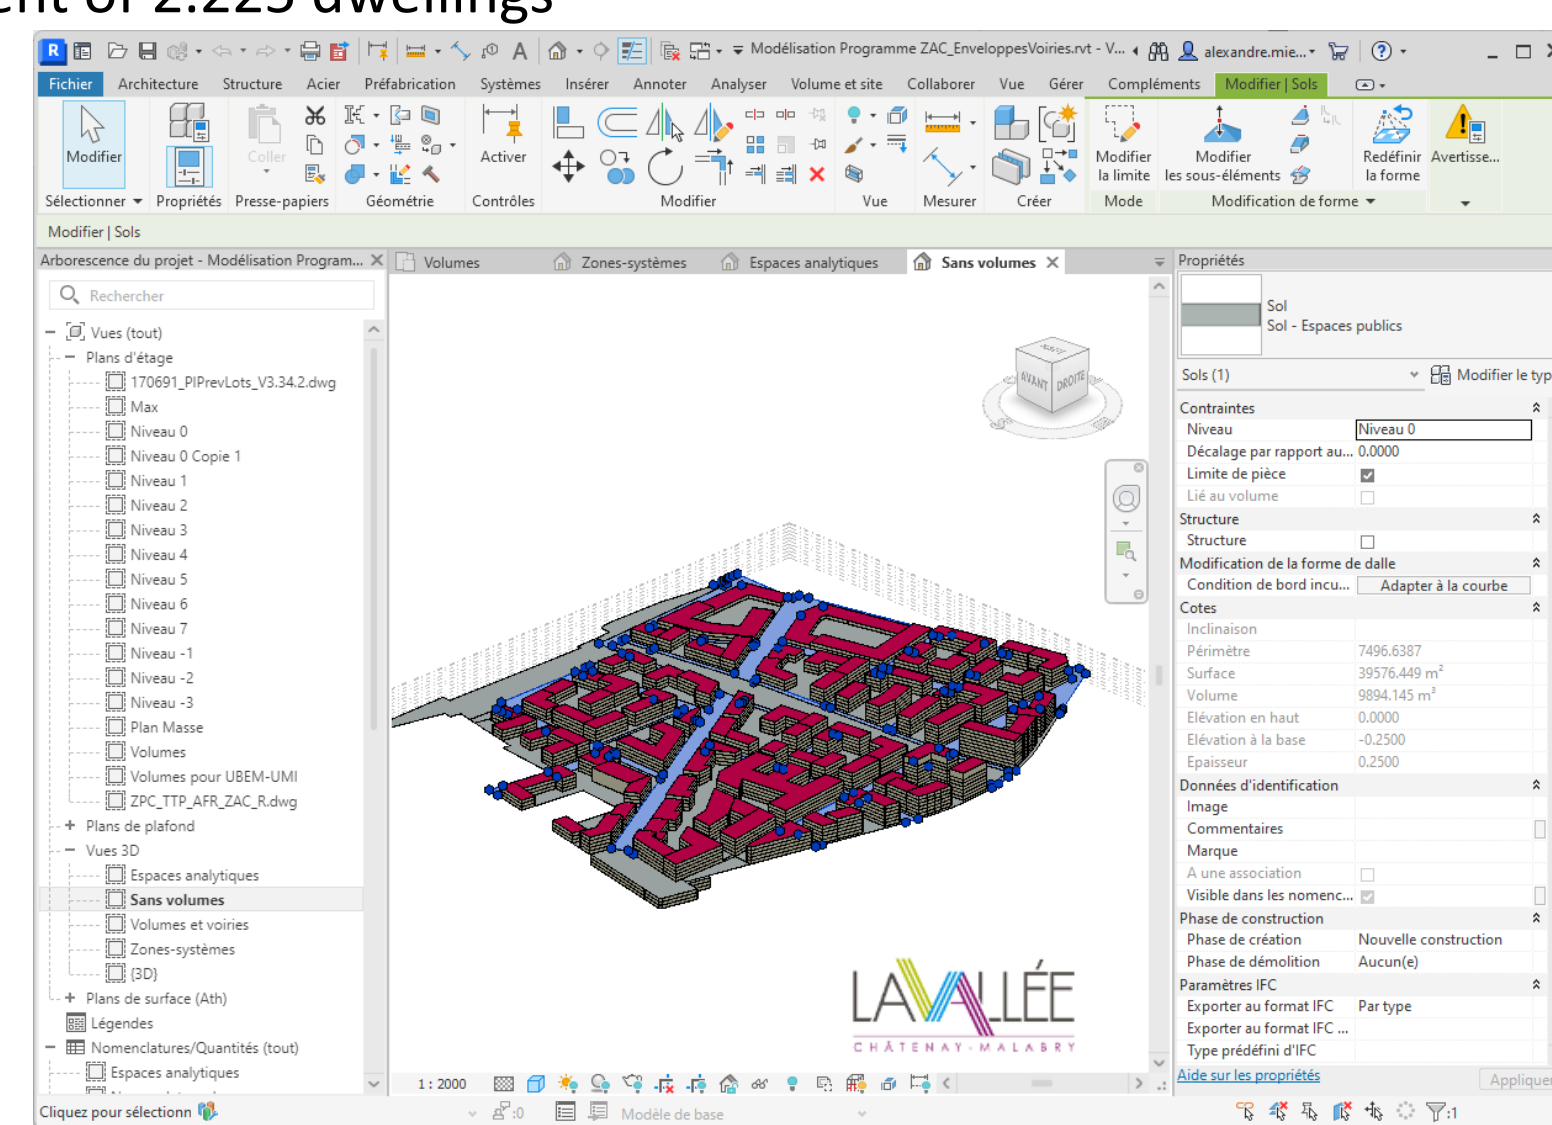 of 2.225 dwellings
R
A
Modélisation Programme ZAC_EnveloppesVoiries.rvt - V...
alexandre.mie...
?
Fichier
Architecture
Structure
Acier
Préfabrication
Systèmes
Insérer
Annoter
Analyser
Volume et site
Collaborer
Vue
Gérer
Compléments
Modifier | Sols
Modifier
Coller
Activer
Modifier
la limite
Modifier
les sous-éléments
Redéfinir
la forme
Avertisse...
Sélectionner
Propriétés
Presse-papiers
Géométrie
Contrôles
Modifier
Vue
Mesurer
Créer
Mode
Modification de forme
Modifier | Sols
Arborescence du projet - Modélisation Program...
Rechercher
Vues (tout)
Plans d'étage
170691_PIPrevLots_V3.34.2.dwg
Max
Niveau 0
Niveau 0 Copie 1
Niveau 1
Niveau 2
Niveau 3
Niveau 4
Niveau 5
Niveau 6
Niveau 7
Niveau -1
Niveau -2
Niveau -3
Plan Masse
Volumes
Volumes pour UBEM-UMI
ZPC_TTP_AFR_ZAC_R.dwg
Plans de plafond
Vues 3D
Espaces analytiques
Sans volumes
Volumes et voiries
Zones-systèmes
{3D}
Plans de surface (Ath)
Légendes
Nomenclatures/Quantités (tout)
Espaces analytiques
Volumes
Zones-systèmes
Espaces analytiques
Sans volumes
AVANT
DROITE
LAVALLÉE
CHÂTENAY-MALABRY
1 : 2000
Propriétés
Sol
Sol - Espaces publics
Sols (1)
Modifier le typ
Contraintes
Niveau
Niveau 0
Décalage par rapport au...
0.0000
Limite de pièce
Lié au volume
Structure
Structure
Modification de la forme de dalle
Condition de bord incu...
Adapter à la courbe
Cotes
Inclinaison
Périmètre
7496.6387
Surface
39576.449 m²
Volume
9894.145 m³
Elévation en haut
0.0000
Elévation à la base
-0.2500
Epaisseur
0.2500
Données d'identification
Image
Commentaires
Marque
A une association
Visible dans les nomenc...
Phase de construction
Phase de création
Nouvelle construction
Phase de démolition
Aucun(e)
Paramètres IFC
Exporter au format IFC
Par type
Exporter au format IFC ...
Type prédéfini d'IFC
Aide sur les propriétés
Applique
Cliquez pour sélectionn
:0
Modèle de base
:1